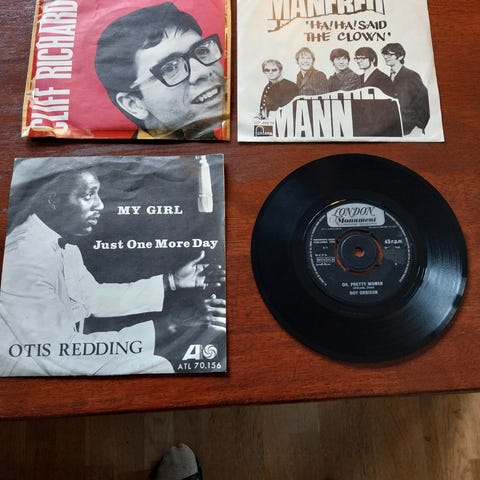 CLIFF RICHARD
MANFRED
'HA! HA! SAID
THE CLOWN'
MANN
MY GIRL
Just One More Day
OTIS REDDING
ATL 70.156
LONDON
Monument
45 r.p.m.
OH, PRETTY WOMAN
ROY ORBISON